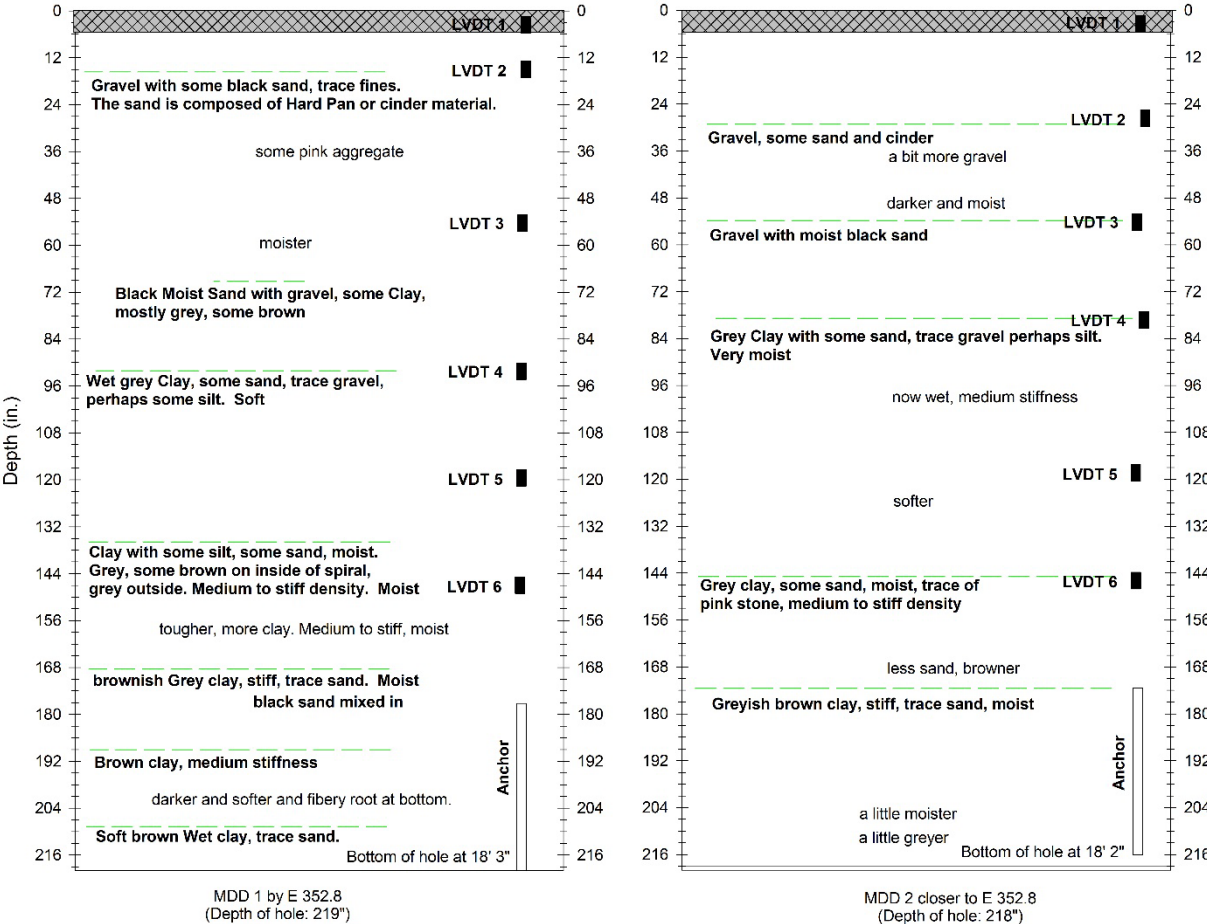 Depth (in.)
0
12
24
36
48
60
72
84
96
108
120
132
144
156
168
180
192
204
216
LVDT 1
LVDT 2
Gravel with some black sand, trace fines.
The sand is composed of Hard Pan or cinder material.
some pink aggregate
LVDT 3
moister
Black Moist Sand with gravel, some Clay,
mostly grey, some brown
LVDT 4
Wet grey Clay, some sand, trace gravel,
perhaps some silt. Soft
LVDT 5
Clay with some silt, some sand, moist.
Grey, some brown on inside of spiral,
grey outside. Medium to stiff density. Moist
LVDT 6
tougher, more clay. Medium to stiff, moist
brownish Grey clay, stiff, trace sand. Moist
black sand mixed in
Anchor
Brown clay, medium stiffness
darker and softer and fibery root at bottom.
Soft brown Wet clay, trace sand.
Bottom of hole at 18' 3"
0
12
24
36
48
60
72
84
96
108
120
132
144
156
168
180
192
204
216
MDD 1 by E 352.8
(Depth of hole: 219")
0
12
24
36
48
60
72
84
96
108
120
132
144
156
168
180
192
204
216
LVDT 1
LVDT 2
Gravel, some sand and cinder
a bit more gravel
darker and moist
LVDT 3
Gravel with moist black sand
LVDT 4
Grey Clay with some sand, trace gravel perhaps silt.
Very moist
now wet, medium stiffness
LVDT 5
softer
LVDT 6
Grey clay, some sand, moist, trace of
pink stone, medium to stiff density
less sand, browner
Greyish brown clay, stiff, trace sand, moist
Anchor
a little moister
a little greyer
Bottom of hole at 18' 2"
0
12
24
36
48
60
72
84
96
108
120
132
144
156
168
180
192
204
216
MDD 2 closer to E 352.8
(Depth of hole: 218")